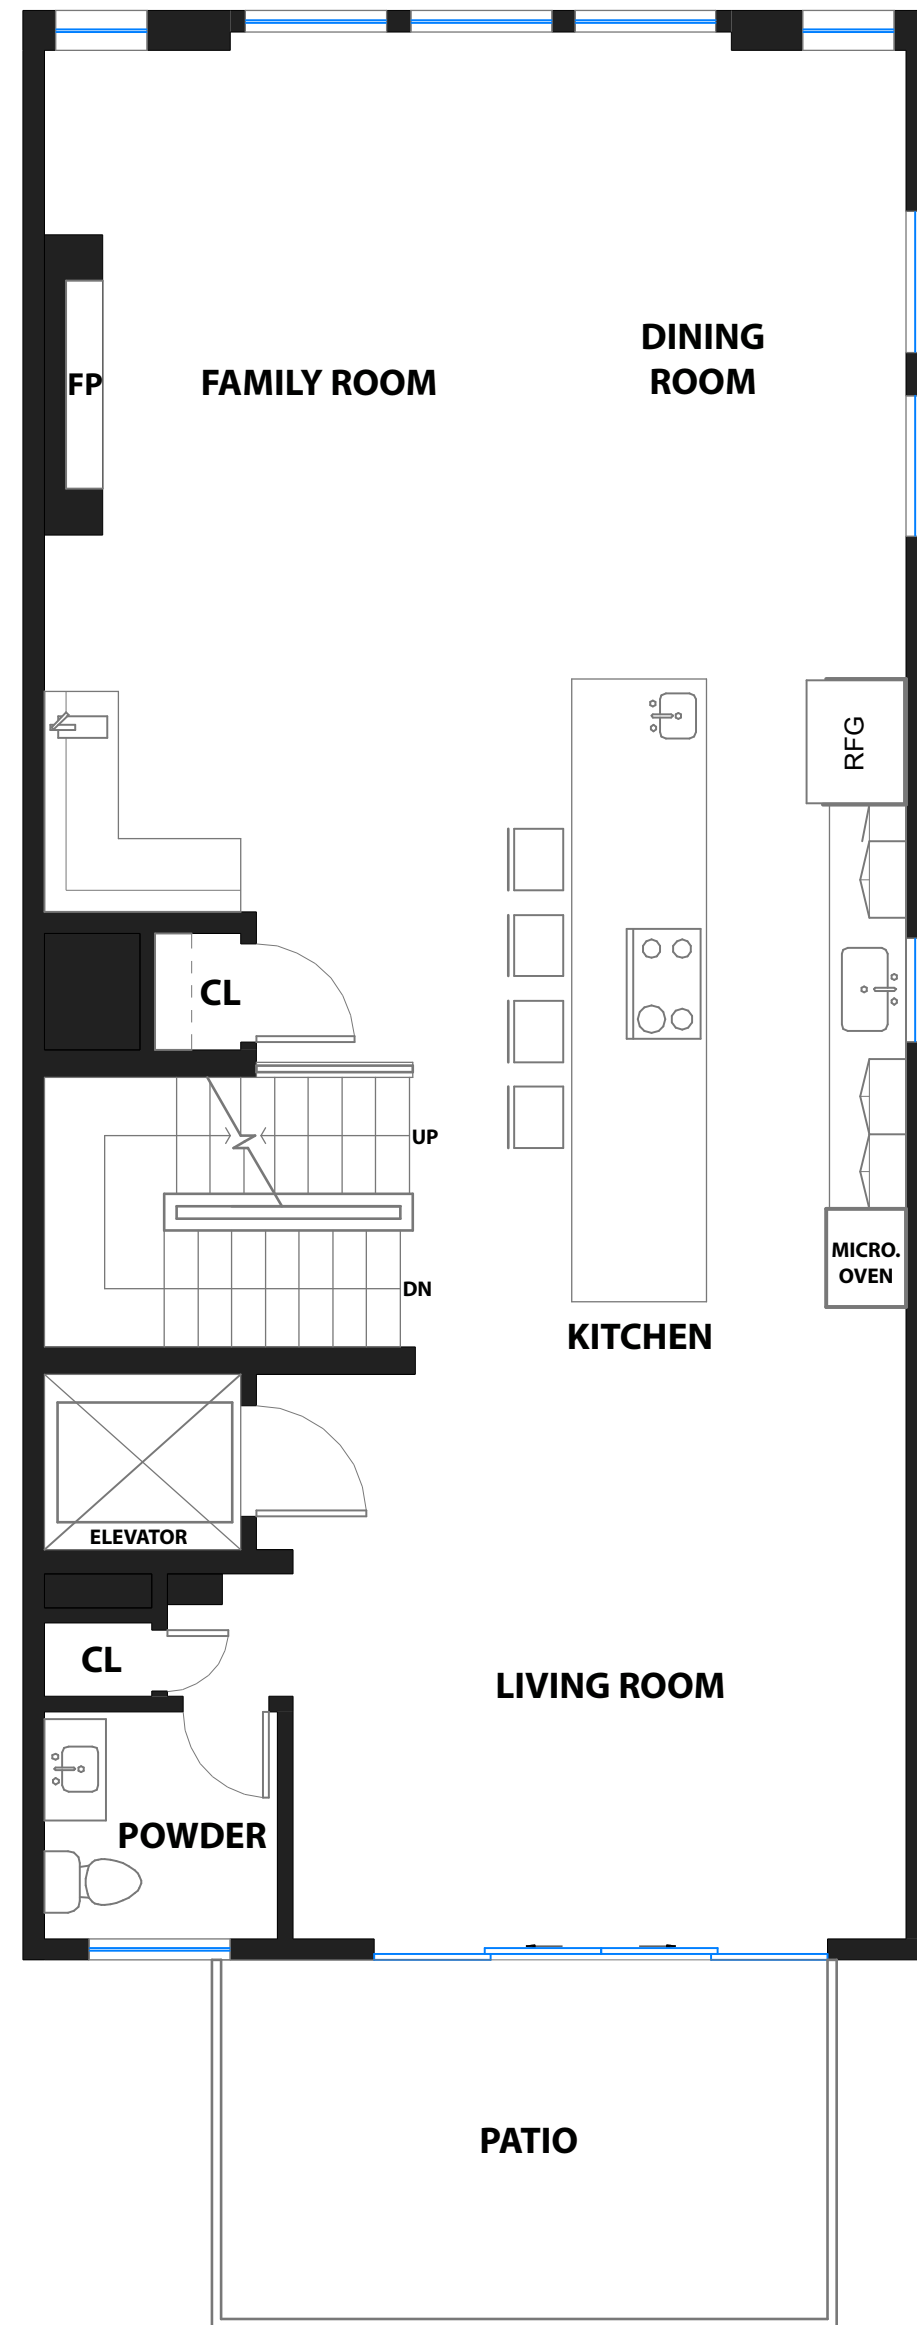 DINING
ROOM
FP
FAMILY ROOM
RFG
CL
UP
MICRO.
OVEN
DN
KITCHEN
ELEVATOR
CL
LIVING ROOM
POWDER
PATIO